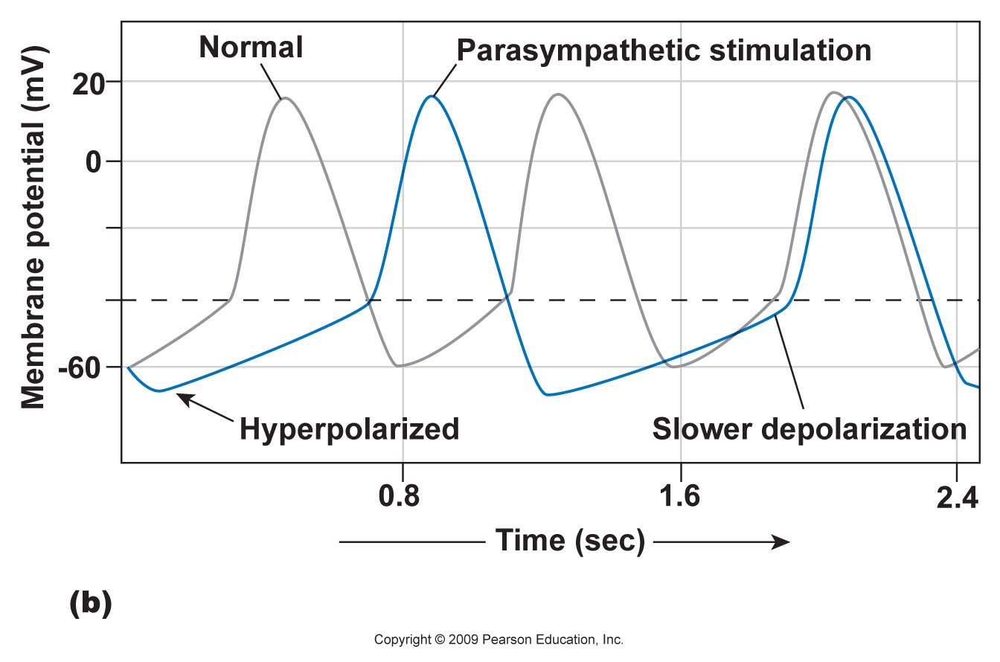 Normal
Parasympathetic stimulation
Membrane potential (mV)
20
0
-60
Hyperpolarized
Slower depolarization
0.8
1.6
2.4
Time (sec)
(b)
Copyright © 2009 Pearson Education, Inc.